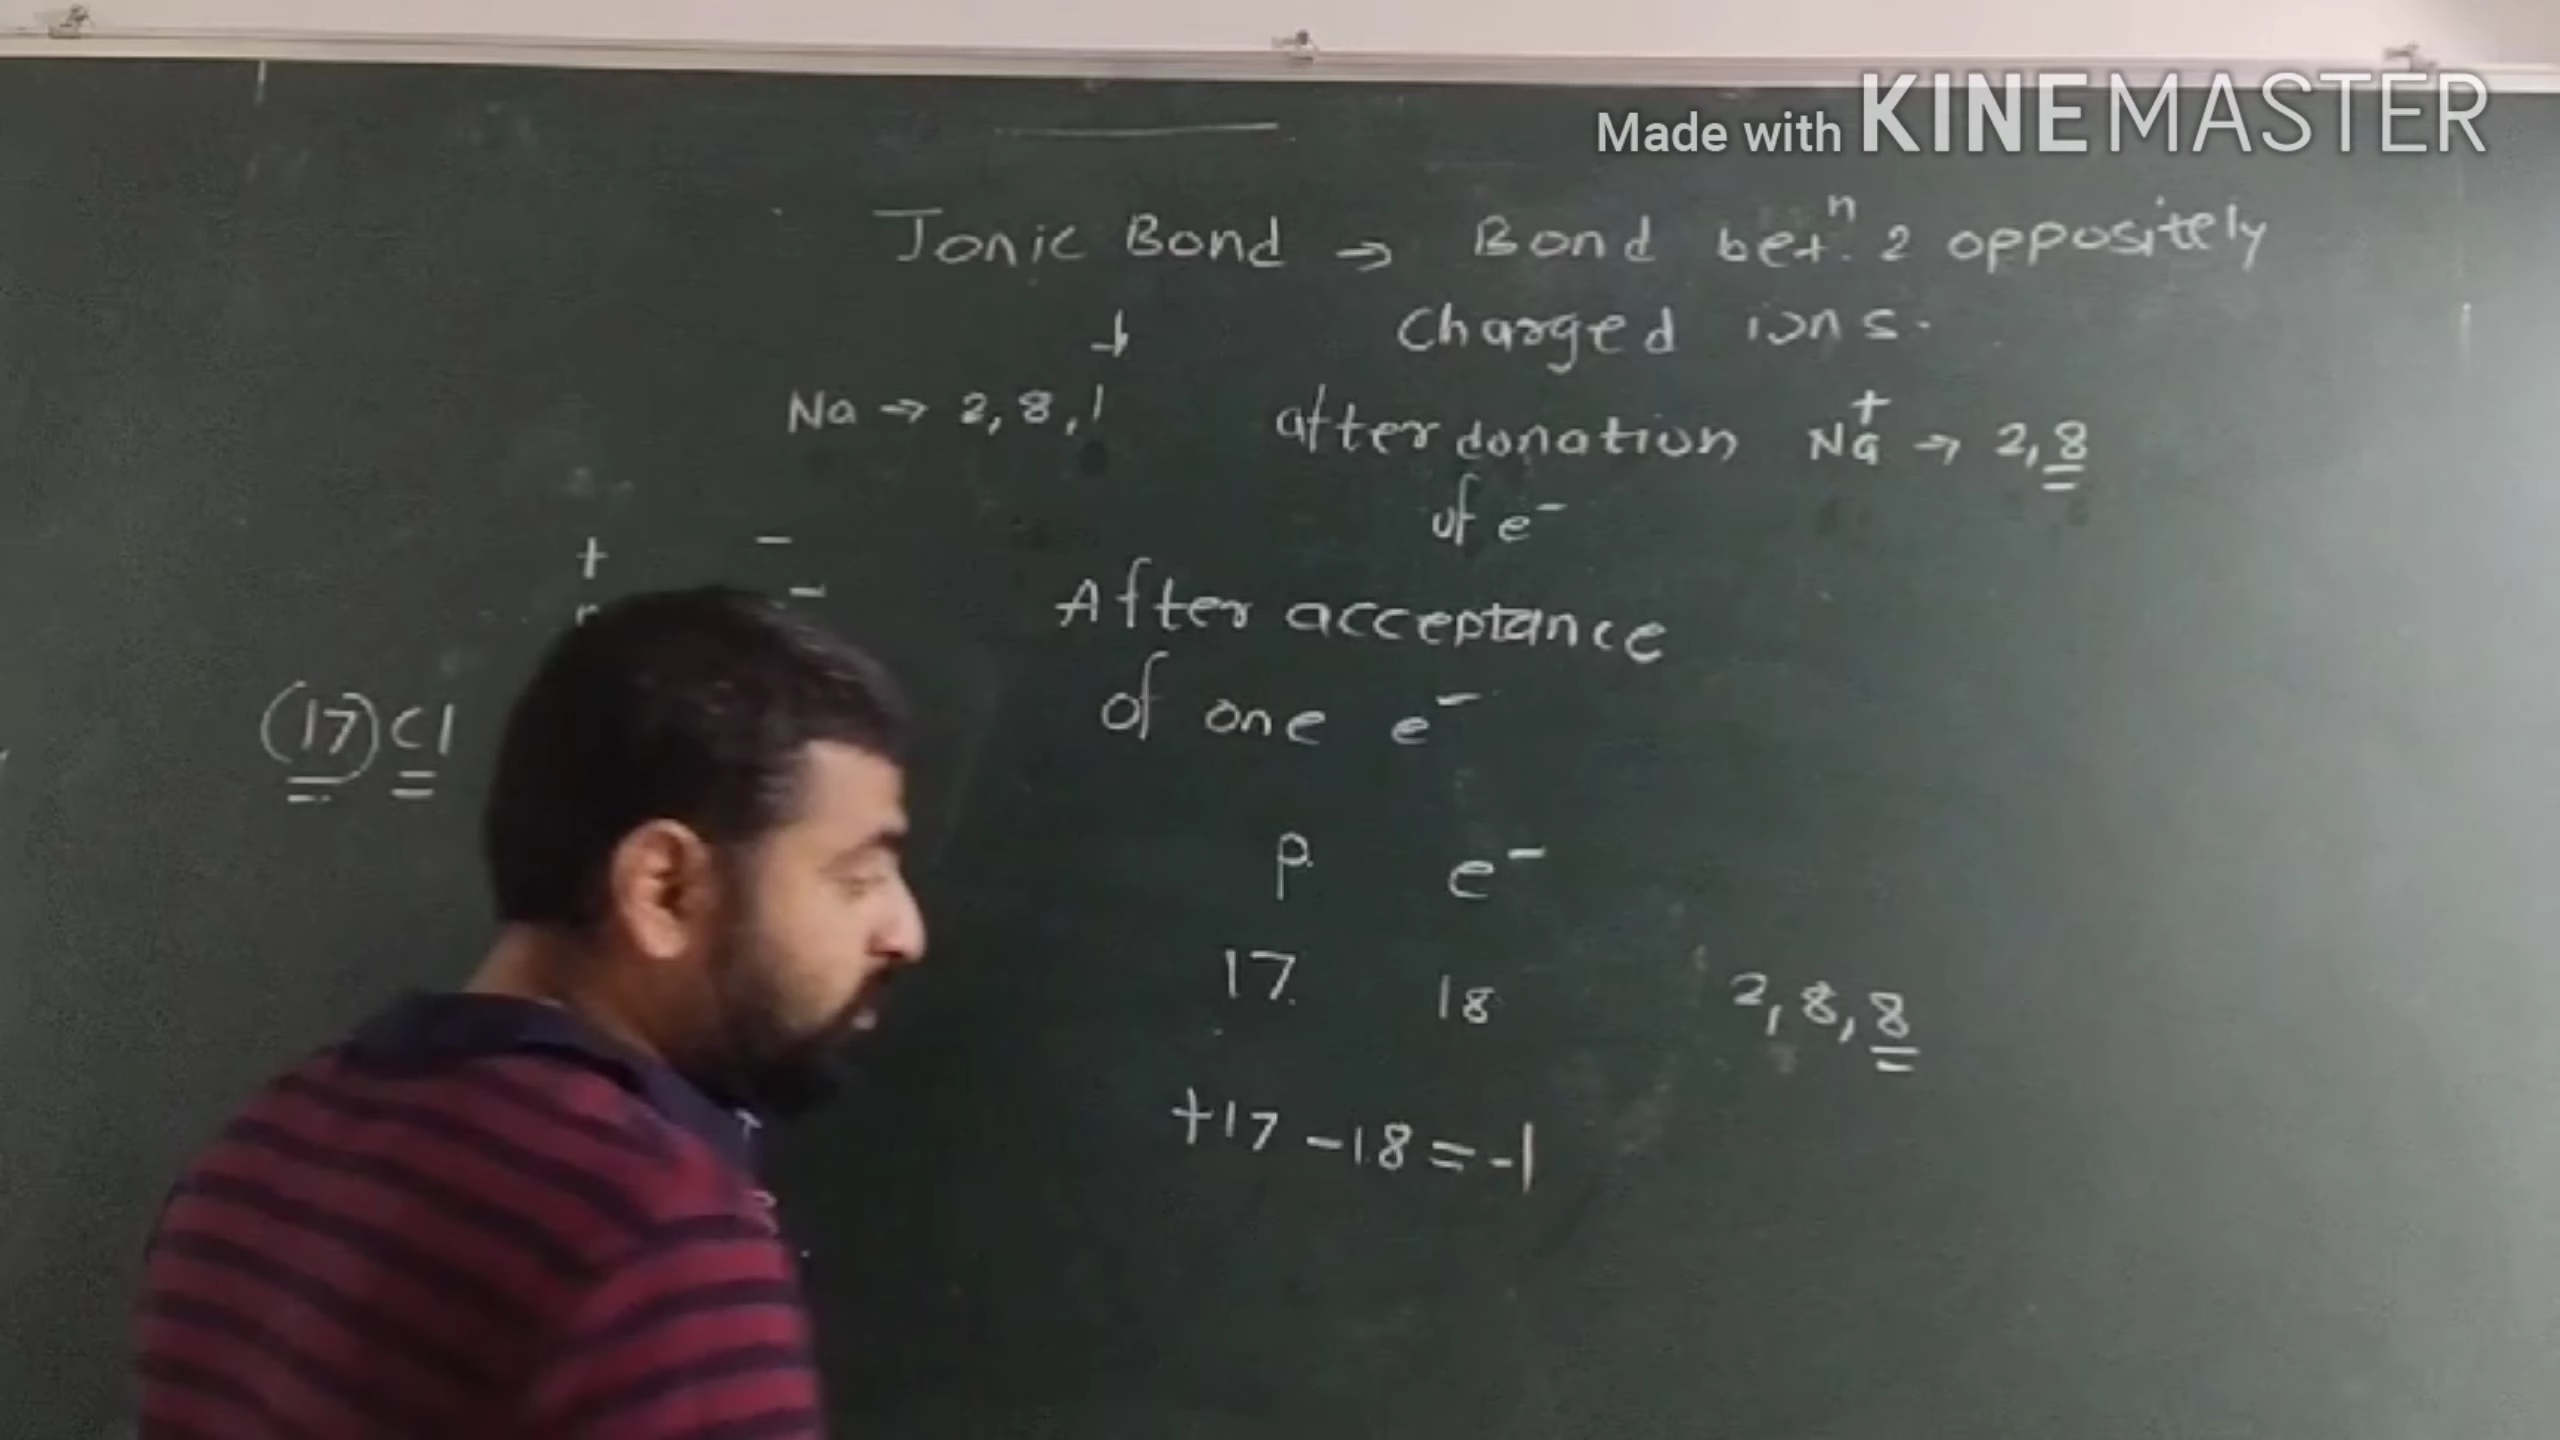 Made with KINEMASTER
Ionic Bond → Bond betⁿ. 2 oppositely
charged ions.
↓
Na → 2, 8, 1 after donation Na⁺ → 2, 8
of e⁻
+ −
After acceptance
of one e⁻
(17) Cl
P. e⁻
17. 18 2, 8, 8
+17 − 18 = -1